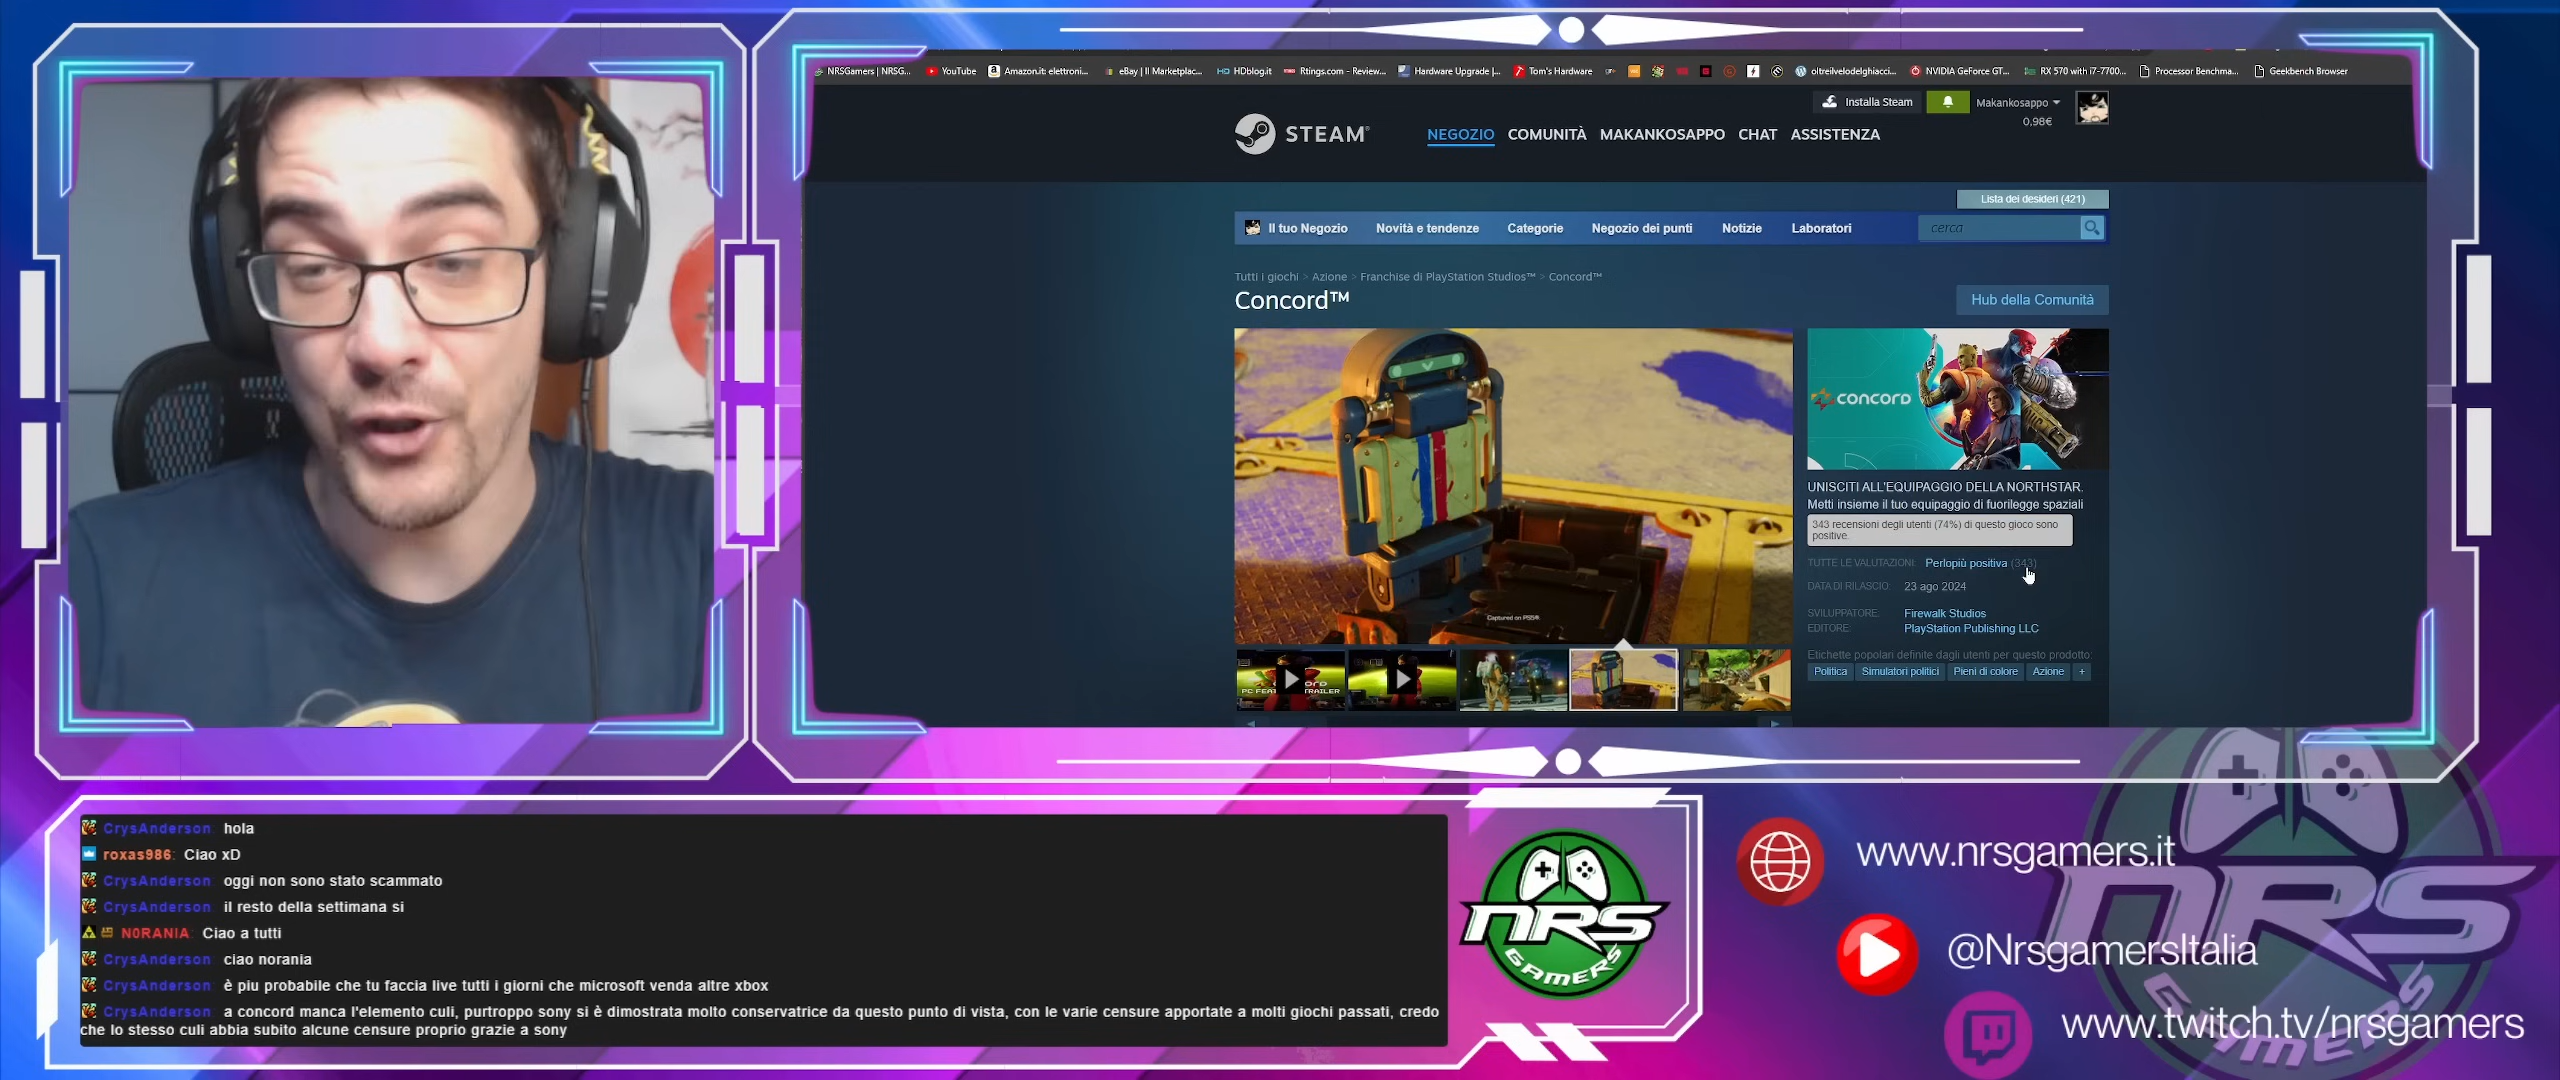 NRSGamers | NRSG...
YouTube
Amazon.it: elettroni...
eBay | Il Marketplac...
HDblog.it
Rtings.com - Review...
Hardware Upgrade |...
Tom's Hardware
oltreilvelodelghiacci...
NVIDIA GeForce GT...
RX 570 with i7-7700...
Processor Benchma...
Geekbench Browser
Installa Steam
Makankosappo
0,98€
STEAM
NEGOZIO
COMUNITÀ
MAKANKOSAPPO
CHAT
ASSISTENZA
Lista dei desideri (421)
Il tuo Negozio
Novità e tendenze
Categorie
Negozio dei punti
Notizie
Laboratori
cerca
Tutti i giochi > Azione > Franchise di PlayStation Studios™ > Concord™
Concord™
Hub della Comunità
CONCORD
UNISCITI ALL'EQUIPAGGIO DELLA NORTHSTAR.
Metti insieme il tuo equipaggio di fuorilegge spaziali
343 recensioni degli utenti (74%) di questo gioco sono
positive.
TUTTE LE VALUTAZIONI: Perlopiù positiva (343)
DATA DI RILASCIO: 23 ago 2024
SVILUPPATORE: Firewalk Studios
EDITORE: PlayStation Publishing LLC
Etichette popolari definite dagli utenti per questo prodotto:
Politica
Simulatori politici
Pieni di colore
Azione
+
Captured on PS5®
CrysAnderson: hola
roxas986: Ciao xD
CrysAnderson: oggi non sono stato scammato
CrysAnderson: il resto della settimana si
N0RANIA: Ciao a tutti
CrysAnderson: ciao norania
CrysAnderson: è piu probabile che tu faccia live tutti i giorni che microsoft venda altre xbox
CrysAnderson: a concord manca l'elemento culi, purtroppo sony si è dimostrata molto conservatrice da questo punto di vista, con le varie censure apportate a molti giochi passati, credo
che lo stesso culi abbia subito alcune censure proprio grazie a sony
NRS
GAMERS
www.nrsgamers.it
@NrsgamersItalia
www.twitch.tv/nrsgamers
NRS
GAMERS